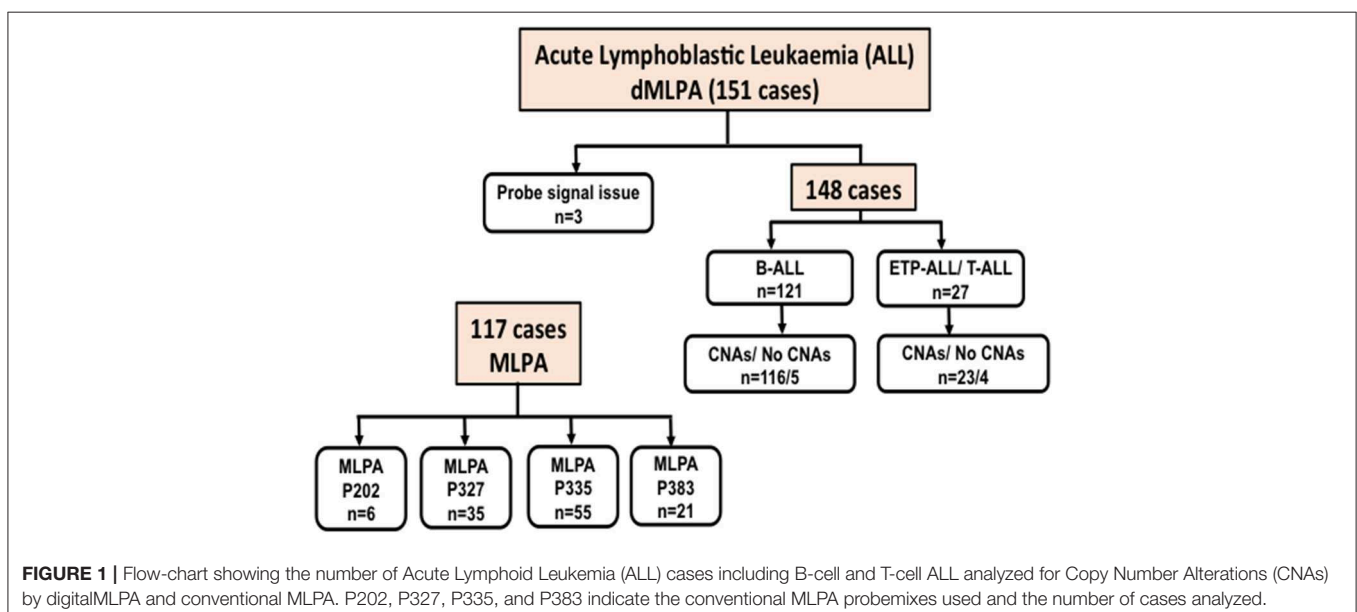 Acute Lymphoblastic Leukaemia (ALL)
dMLPA (151 cases)
Probe signal issue
n=3
148 cases
B-ALL
n=121
ETP-ALL/ T-ALL
n=27
CNAs/ No CNAs
n=116/5
CNAs/ No CNAs
n=23/4
117 cases
MLPA
MLPA
P202
n=6
MLPA
P327
n=35
MLPA
P335
n=55
MLPA
P383
n=21
FIGURE 1 | Flow-chart showing the number of Acute Lymphoid Leukemia (ALL) cases including B-cell and T-cell ALL analyzed for Copy Number Alterations (CNAs)
by digitalMLPA and conventional MLPA. P202, P327, P335, and P383 indicate the conventional MLPA probemixes used and the number of cases analyzed.